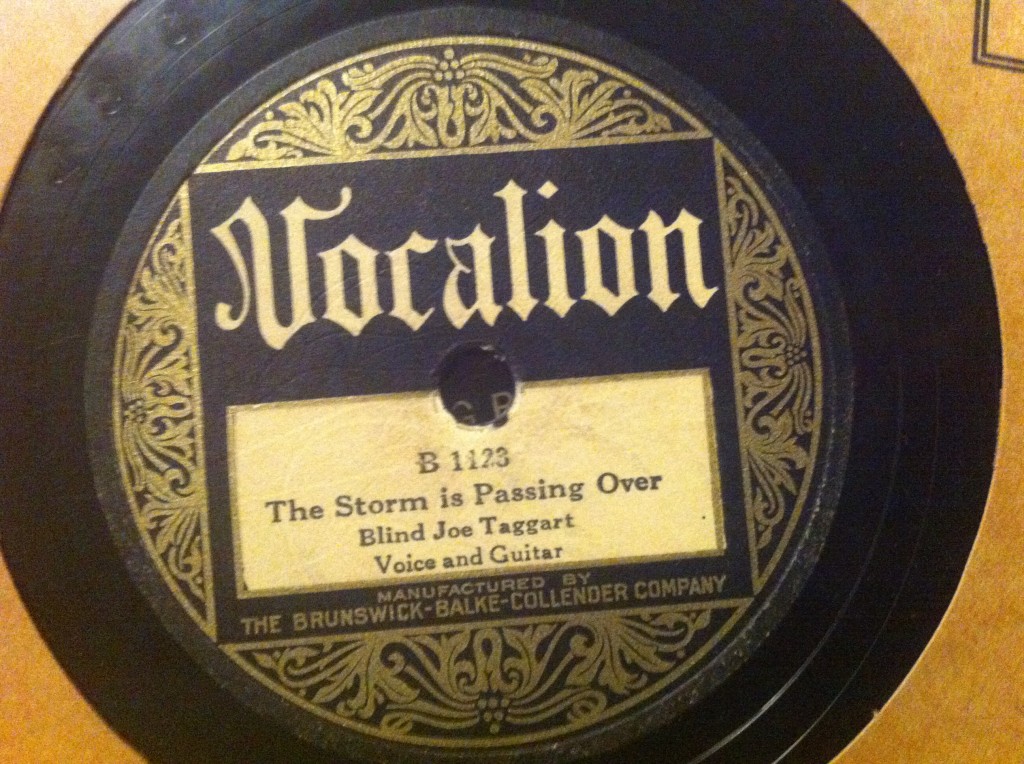 Vocalion
B 1123
The Storm is Passing Over
Blind Joe Taggart
Voice and Guitar
MANUFACTURED BY
THE BRUNSWICK-BALKE-COLLENDER COMPANY